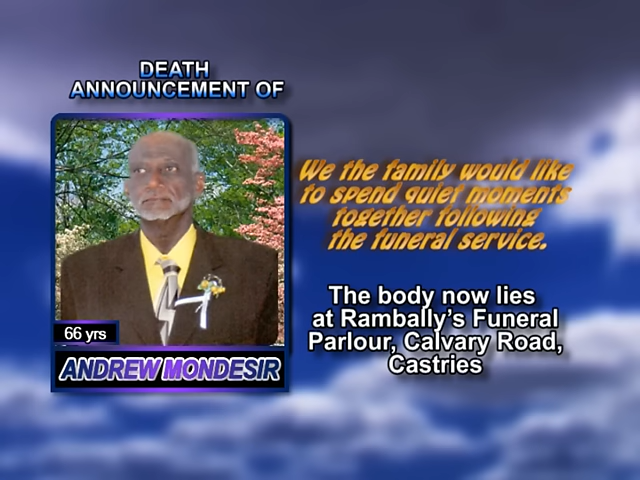 DEATH
ANNOUNCEMENT OF
66 yrs
ANDREW MONDESIR
We the family would like
to spend quiet moments
together following
the funeral service.
The body now lies
at Rambally's Funeral
Parlour, Calvary Road,
Castries